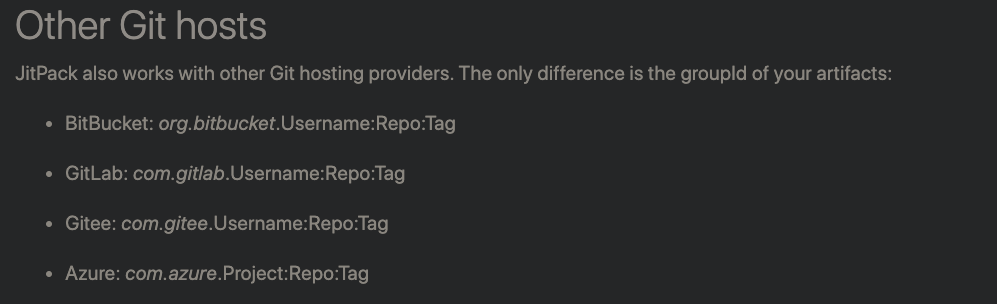 Other Git hosts
JitPack also works with other Git hosting providers. The only difference is the groupId of your artifacts:
• BitBucket: org.bitbucket.Username:Repo:Tag
• GitLab: com.gitlab.Username:Repo:Tag
• Gitee: com.gitee.Username:Repo:Tag
• Azure: com.azure.Project:Repo:Tag